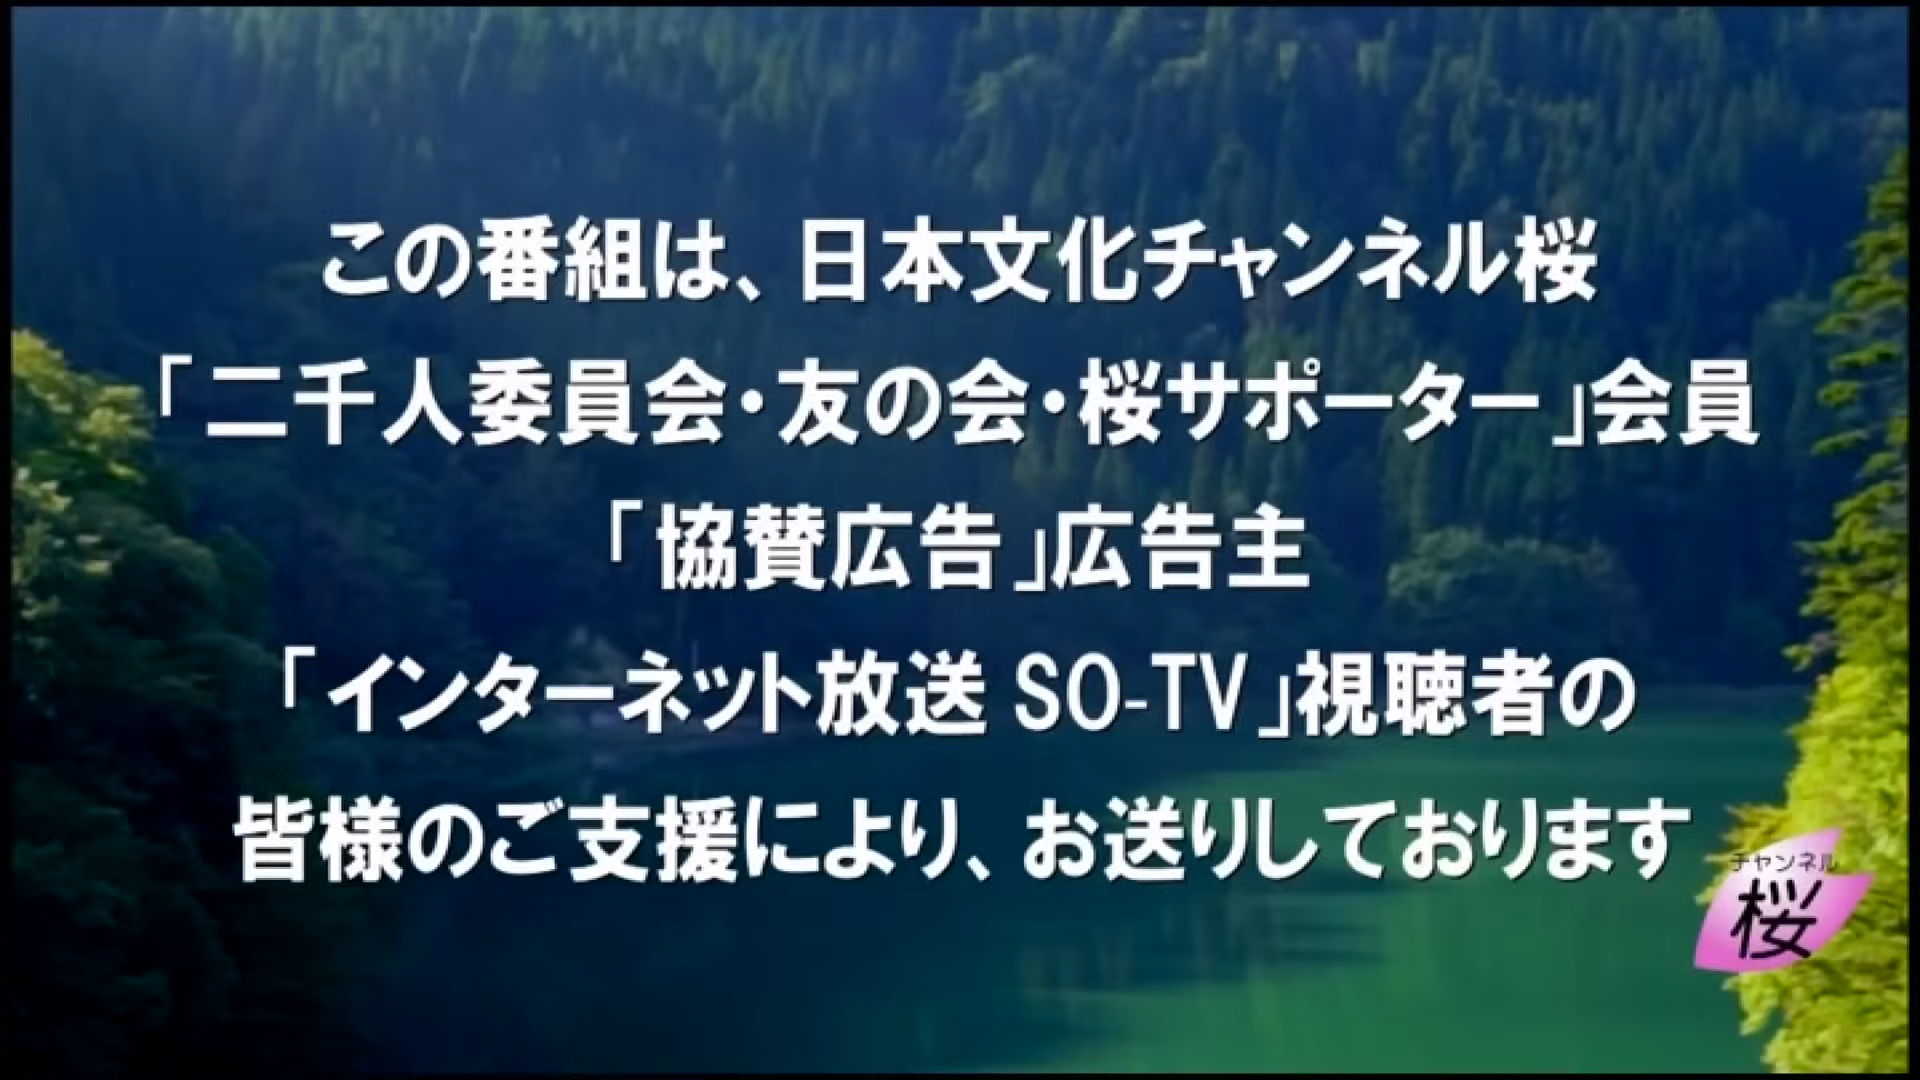 この番組は、日本文化チャンネル桜
「二千人委員会・友の会・桜サポーター」会員
「協賛広告」広告主
「インターネット放送 SO-TV」視聴者の
皆様のご支援により、お送りしております
チャンネル
桜